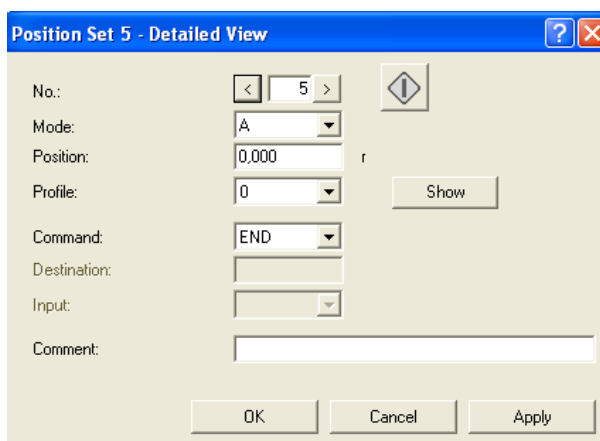 Position Set 5 - Detailed View ?
No.: < 5 >
Mode: A
Position: 0,000 r
Profile: 0 Show
Command: END
Destination:
Input:
Comment:
OK Cancel Apply